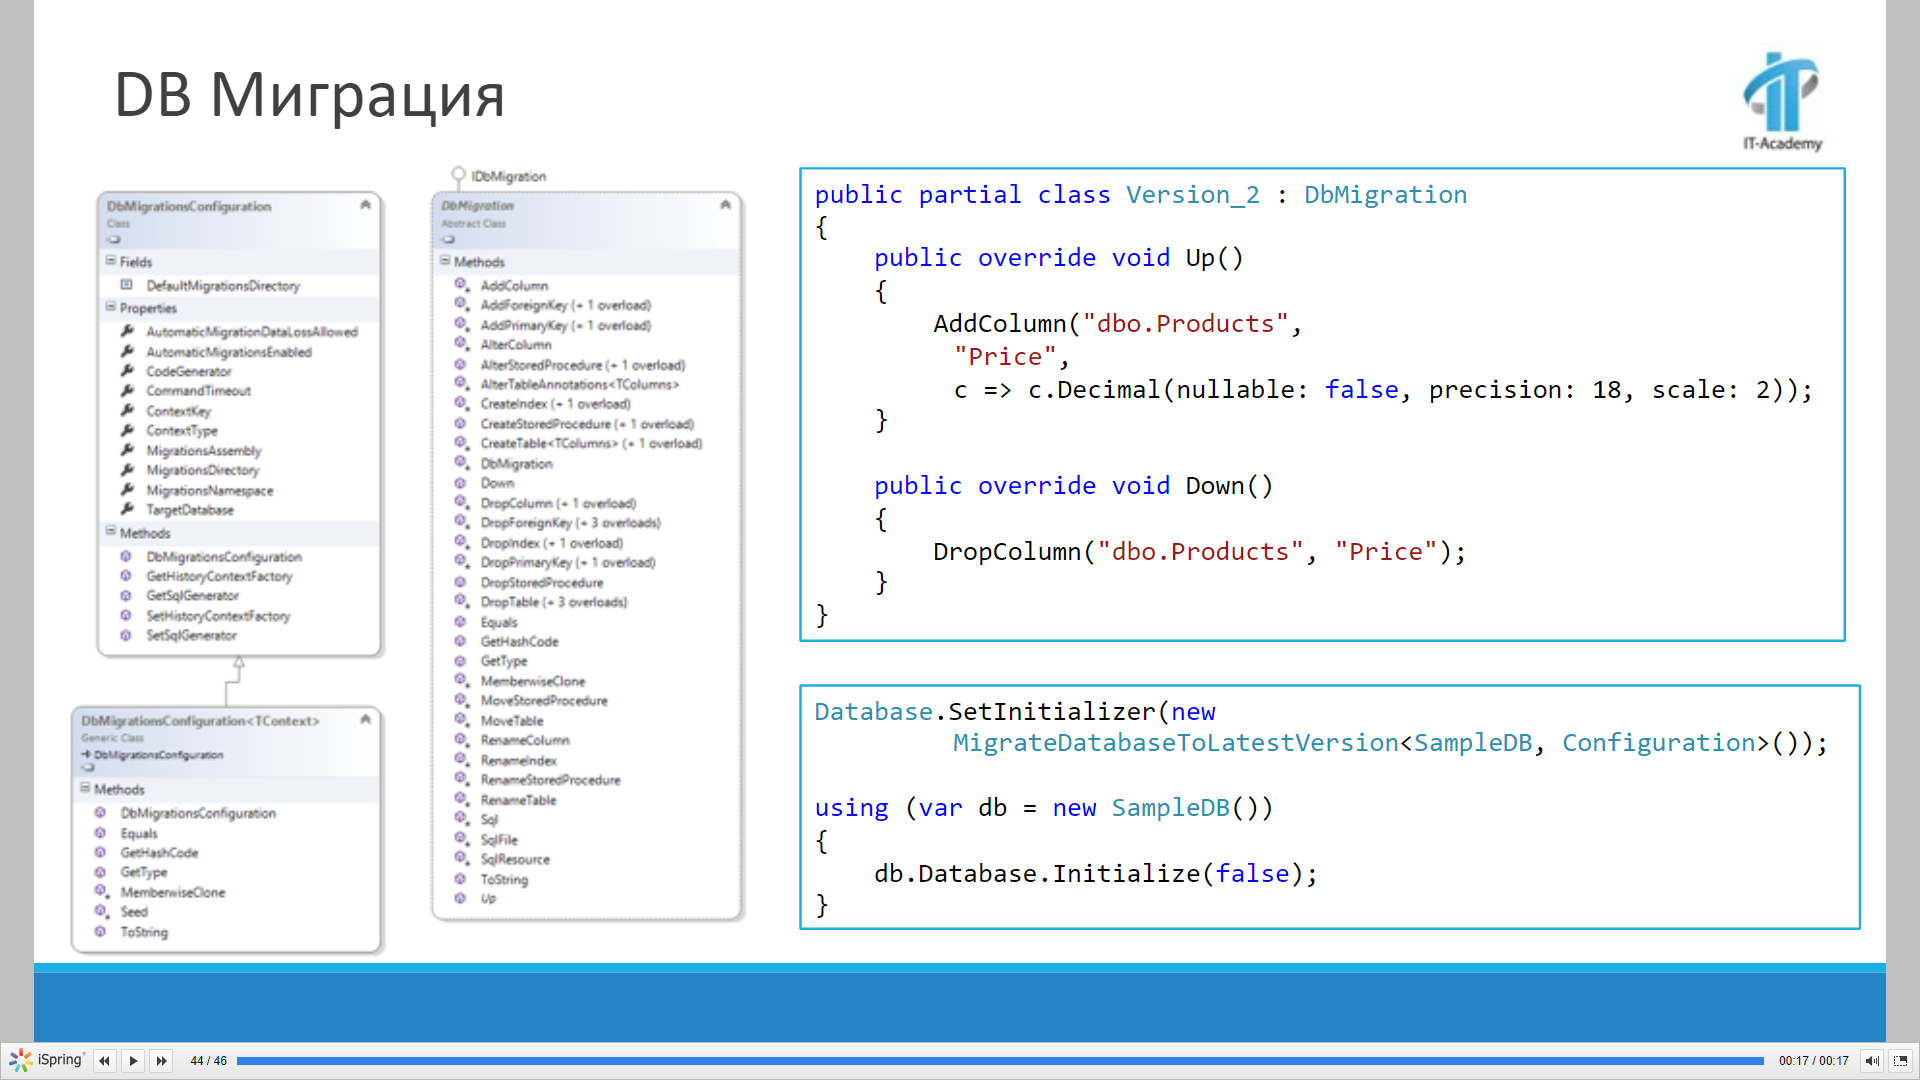 DB Миграция
IT-Academy
DbMigrationsConfiguration
Class
Fields
DefaultMigrationsDirectory
Properties
AutomaticMigrationDataLossAllowed
AutomaticMigrationsEnabled
CodeGenerator
CommandTimeout
ContextKey
ContextType
MigrationsAssembly
MigrationsDirectory
MigrationsNamespace
TargetDatabase
Methods
DbMigrationsConfiguration
GetHistoryContextFactory
GetSqlGenerator
SetHistoryContextFactory
SetSqlGenerator
DbMigrationsConfiguration<TContext>
Generic Class
DbMigrationsConfiguration
Methods
DbMigrationsConfiguration
Equals
GetHashCode
GetType
MemberwiseClone
Seed
ToString
IDbMigration
DbMigration
Abstract Class
Methods
AddColumn
AddForeignKey (+ 1 overload)
AddPrimaryKey (+ 1 overload)
AlterColumn
AlterStoredProcedure (+ 1 overload)
AlterTableAnnotations<TColumns>
CreateIndex (+ 1 overload)
CreateStoredProcedure (+ 1 overload)
CreateTable<TColumns> (+ 1 overload)
DbMigration
Down
DropColumn (+ 1 overload)
DropForeignKey (+ 3 overloads)
DropIndex (+ 1 overload)
DropPrimaryKey (+ 1 overload)
DropStoredProcedure
DropTable (+ 3 overloads)
Equals
GetHashCode
GetType
MemberwiseClone
MoveStoredProcedure
MoveTable
RenameColumn
RenameIndex
RenameStoredProcedure
RenameTable
Sql
SqlFile
SqlResource
ToString
Up
public partial class Version_2 : DbMigration
{
public override void Up()
{
AddColumn("dbo.Products",
"Price",
c => c.Decimal(nullable: false, precision: 18, scale: 2));
}
public override void Down()
{
DropColumn("dbo.Products", "Price");
}
}
Database.SetInitializer(new
MigrateDatabaseToLatestVersion<SampleDB, Configuration>());
using (var db = new SampleDB())
{
db.Database.Initialize(false);
}
iSpring
44 / 46
00:17 / 00:17